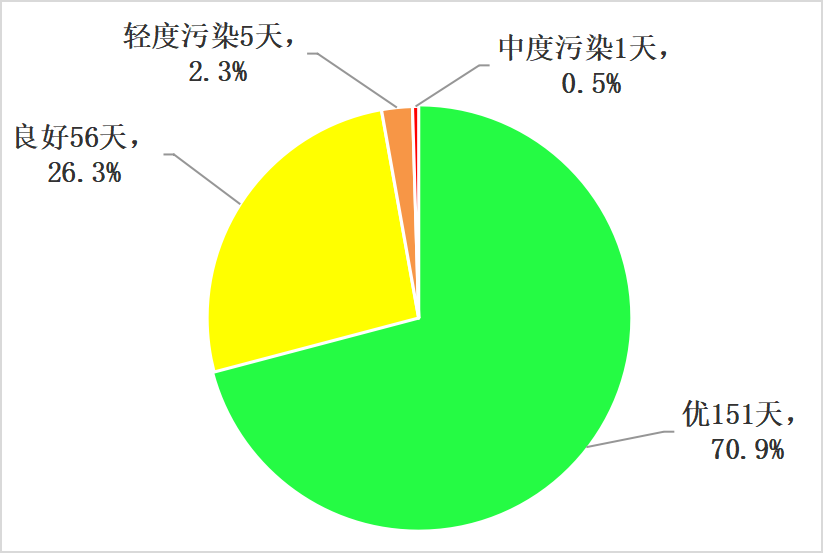 轻度污染5天，
2.3%
中度污染1天，
0.5%
良好56天，
26.3%
优151天，
70.9%